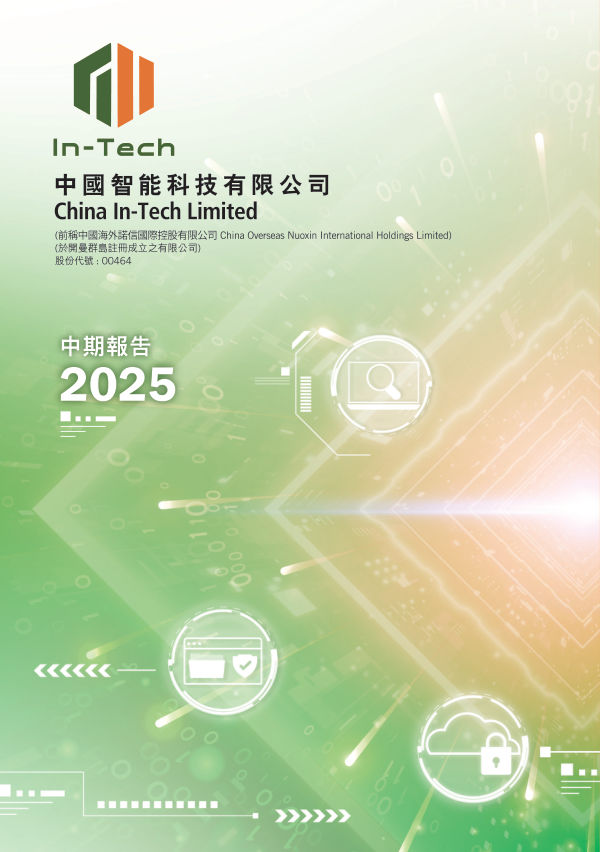 In-Tech
中國智能科技有限公司
China In-Tech Limited
(前稱中國海外諾信國際控股有限公司 China Overseas Nuoxin International Holdings Limited)
(於開曼群島註冊成立之有限公司)
股份代號 : 00464
中期報告
2025